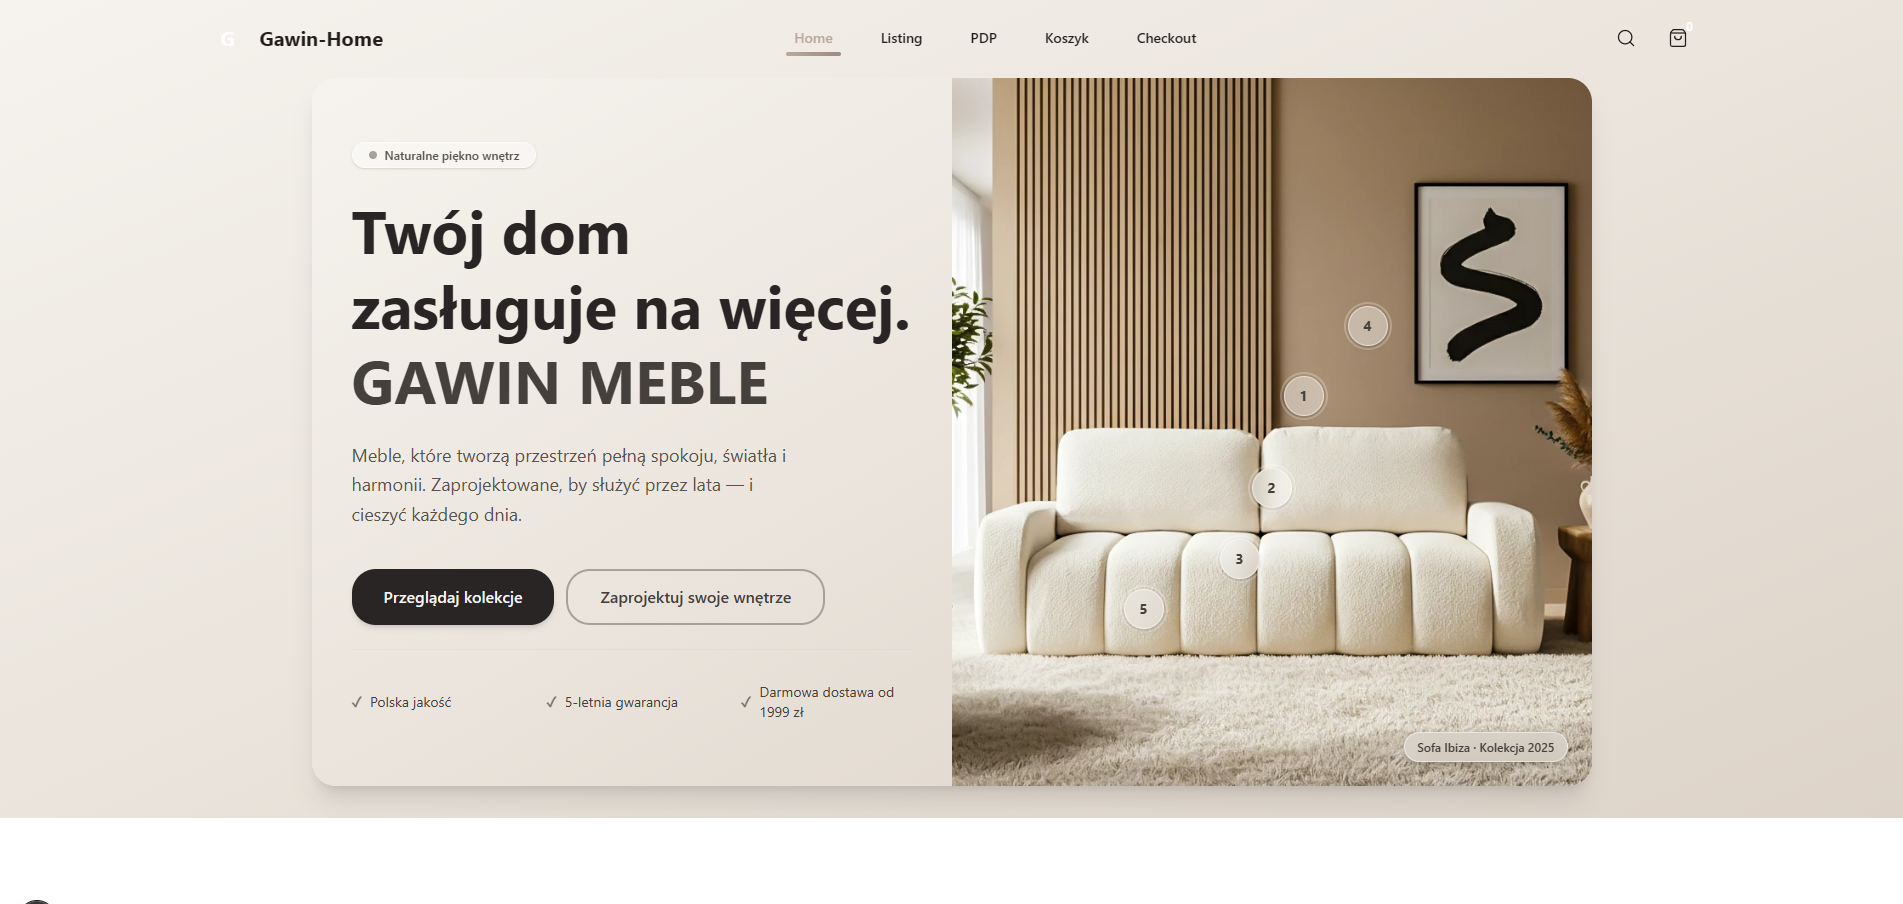 G Gawin-Home
Home Listing PDP Koszyk Checkout
0
Naturalne piękno wnętrz
Twój dom
zasługuje na więcej.
GAWIN MEBLE
Meble, które tworzą przestrzeń pełną spokoju, światła i
harmonii. Zaprojektowane, by służyć przez lata — i
cieszyć każdego dnia.
Przeglądaj kolekcje
Zaprojektuj swoje wnętrze
✓ Polska jakość
✓ 5-letnia gwarancja
✓ Darmowa dostawa od
1999 zł
4
1
2
3
5
Sofa Ibiza · Kolekcja 2025